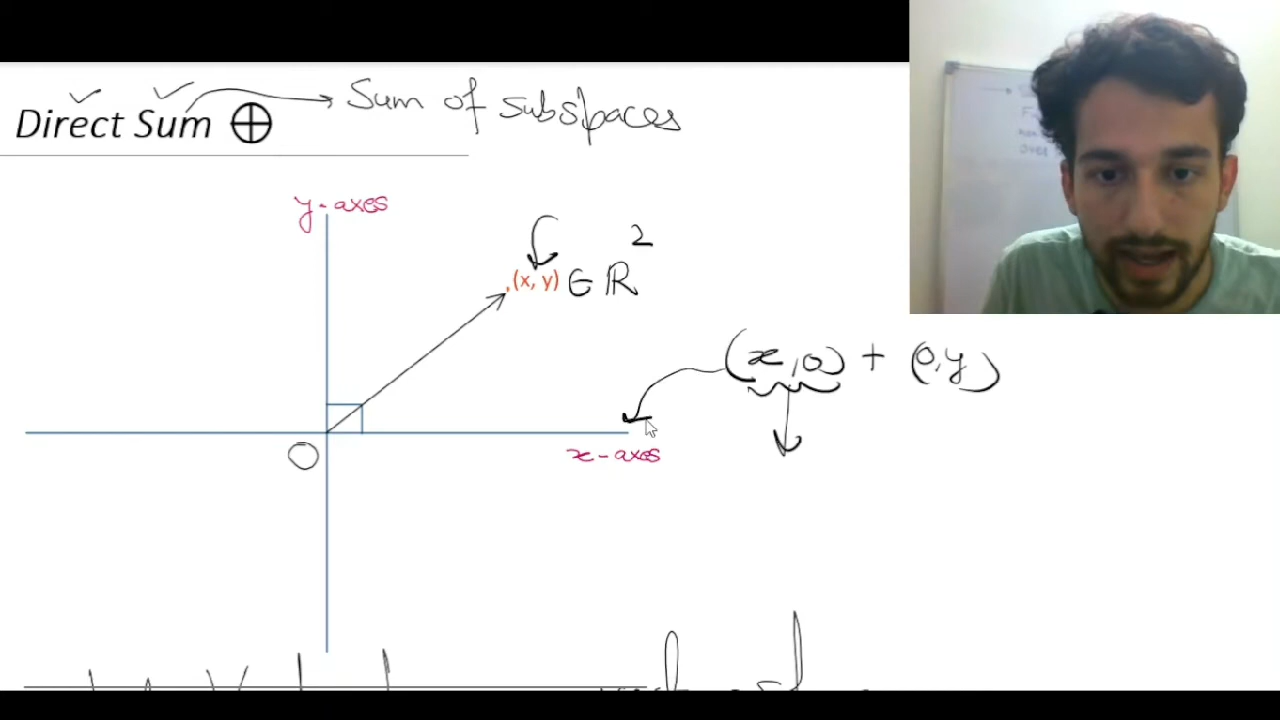 Direct Sum ⊕ → Sum of subspaces
y-axes
(x, y) ∈ ℝ²
(x,0) + (0,y)
O
x-axes